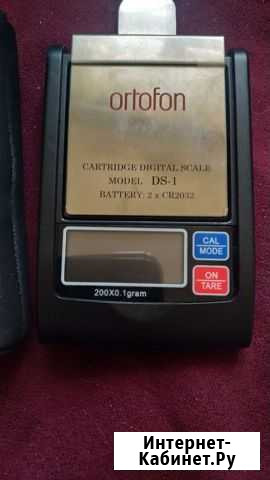 ortofon
CARTRIDGE DIGITAL SCALE
MODEL DS-1
BATTERY: 2 x CR2032
CAL
MODE
ON
TARE
200X0.1gram
Интернет-
Кабинет.Ру